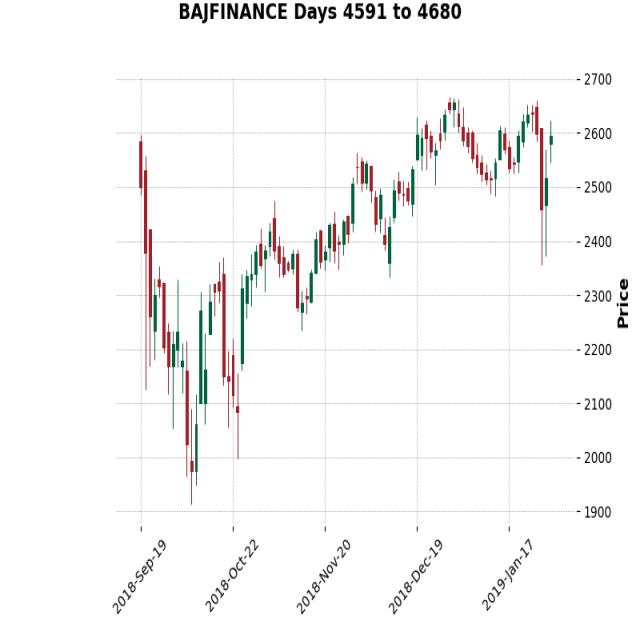 BAJFINANCE Days 4591 to 4680
2700
2600
2500
2400
2300
2200
2100
2000
1900
Price
2018-Sep-19
2018-Oct-22
2018-Nov-20
2018-Dec-19
2019-Jan-17